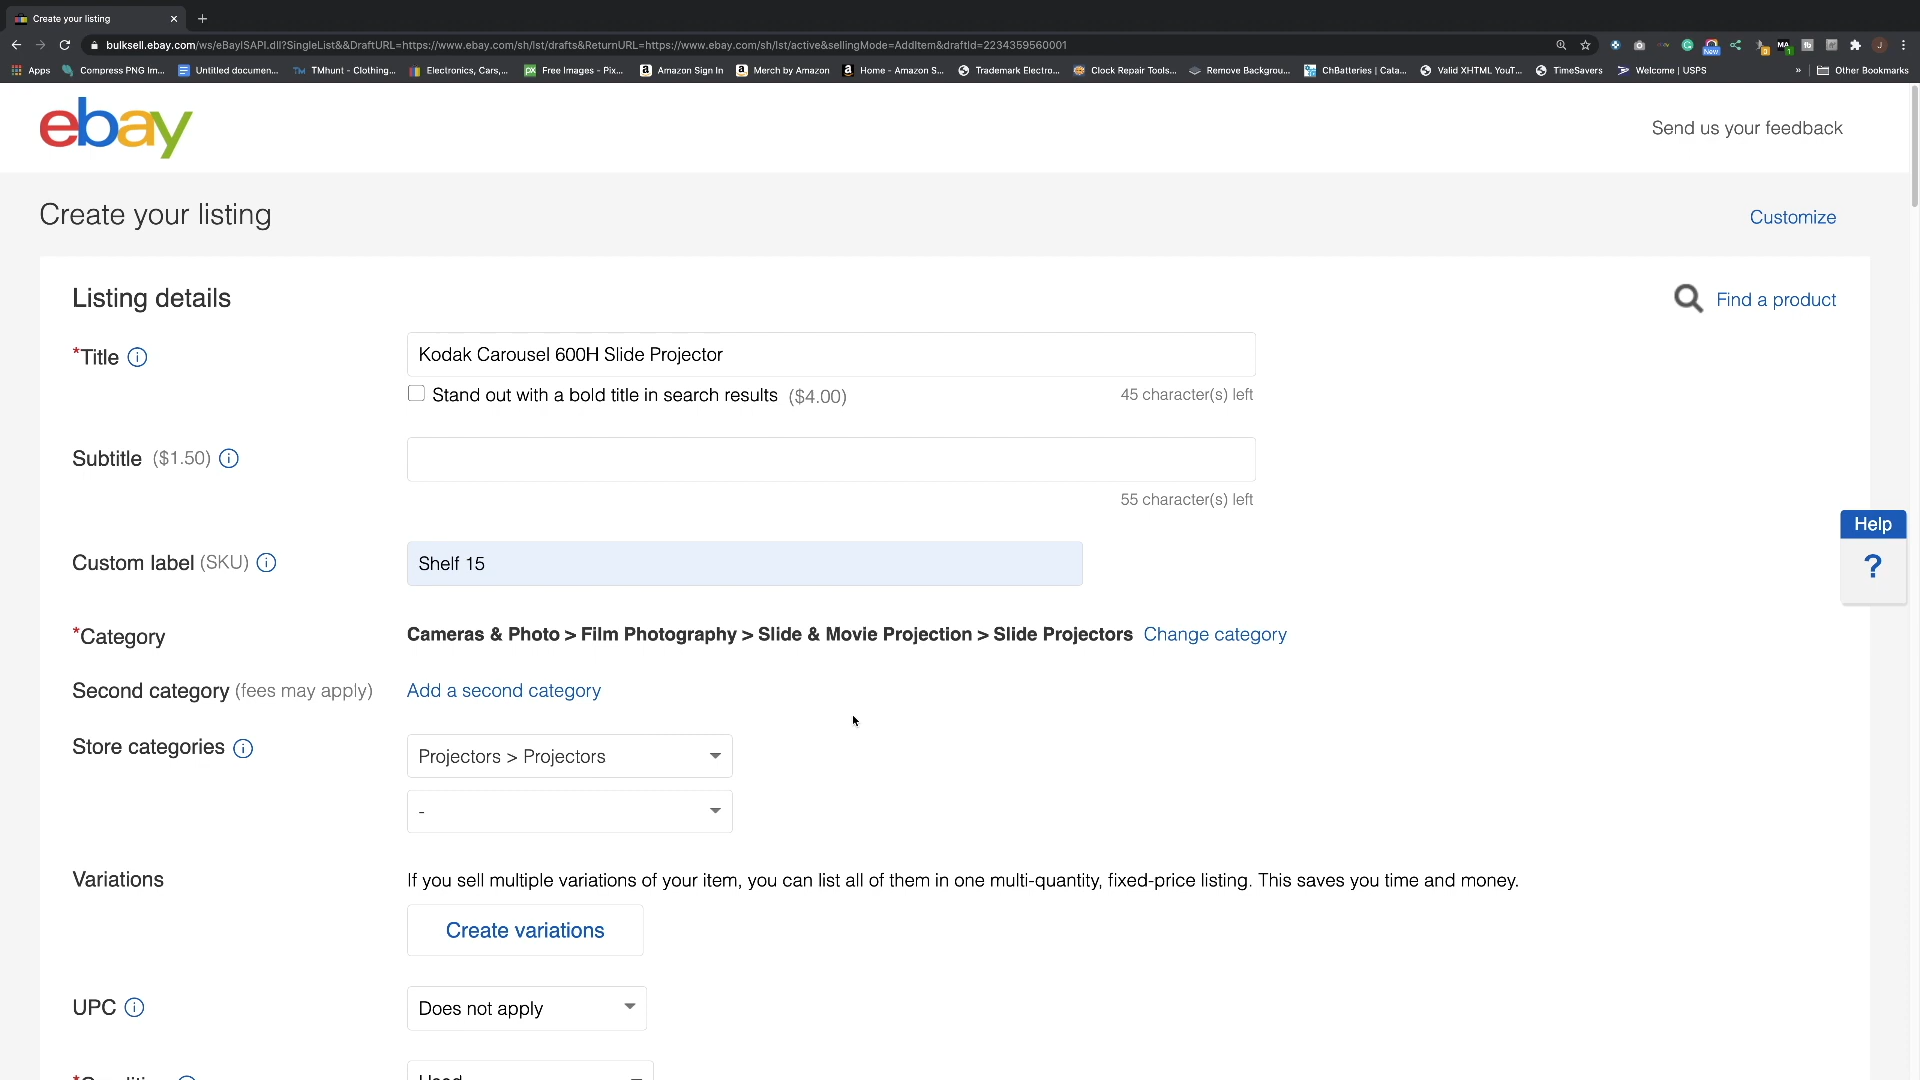 Create your listing
bulksell.ebay.com/ws/eBayISAPI.dll?SingleList&&DraftURL=https://www.ebay.com/sh/lst/drafts&ReturnURL=https://www.ebay.com/sh/lst/active&sellingMode=AddItem&draftId=2234359560001
Apps Compress PNG Im... Untitled documen... TMhunt - Clothing... Electronics, Cars,... Free Images - Pix... Amazon Sign In Merch by Amazon Home - Amazon S... Trademark Electro... Clock Repair Tools... Remove Backgrou... ChBatteries | Cata... Valid XHTML YouT... TimeSavers Welcome | USPS » Other Bookmarks
ebay
Send us your feedback
Create your listing
Customize
Listing details
Find a product
*Title
Kodak Carousel 600H Slide Projector
Stand out with a bold title in search results ($4.00)
45 character(s) left
Subtitle ($1.50)
55 character(s) left
Help
?
Custom label (SKU)
Shelf 15
*Category
Cameras & Photo > Film Photography > Slide & Movie Projection > Slide Projectors Change category
Second category (fees may apply)
Add a second category
Store categories
Projectors > Projectors
-
Variations
If you sell multiple variations of your item, you can list all of them in one multi-quantity, fixed-price listing. This saves you time and money.
Create variations
UPC
Does not apply